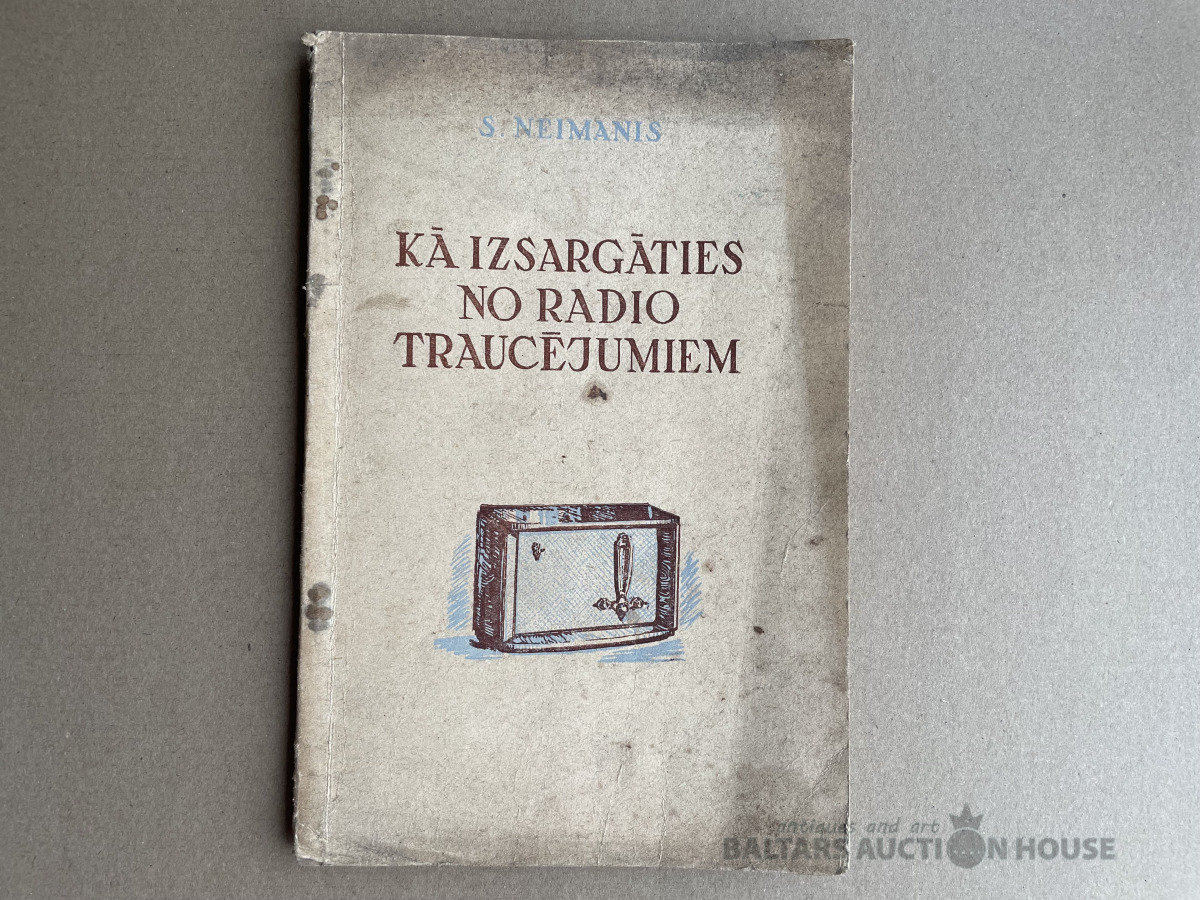 S. NEIMANIS
KĀ IZSARGĀTIES
NO RADIO
TRAUCĒJUMIEM
antiques and art
BALTARS AUCTION HOUSE